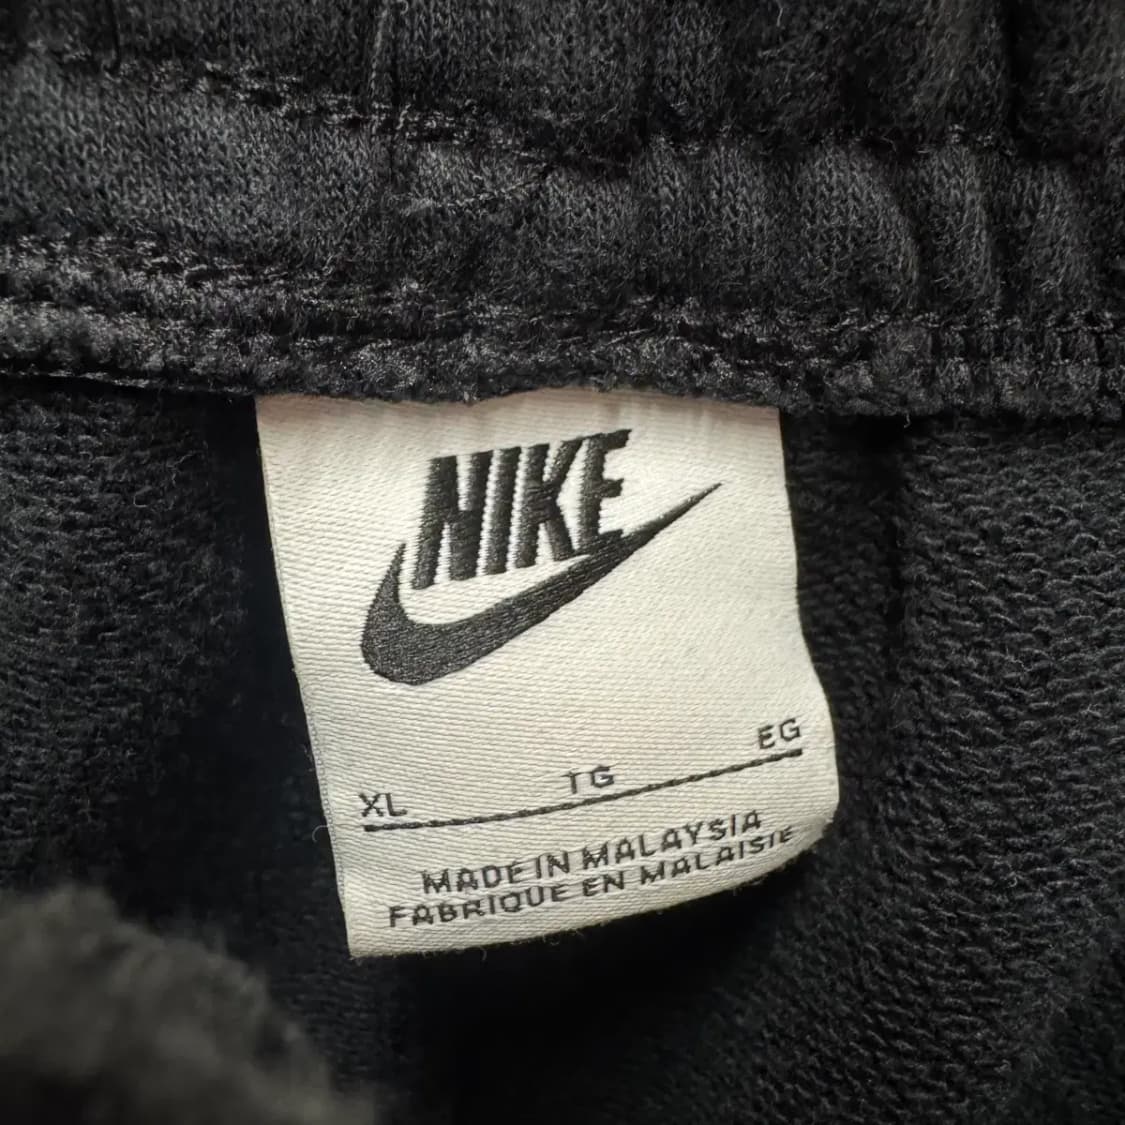 NIKE
XL TG EG
MADE IN MALAYSIA
FABRIQUE EN MALAISIE